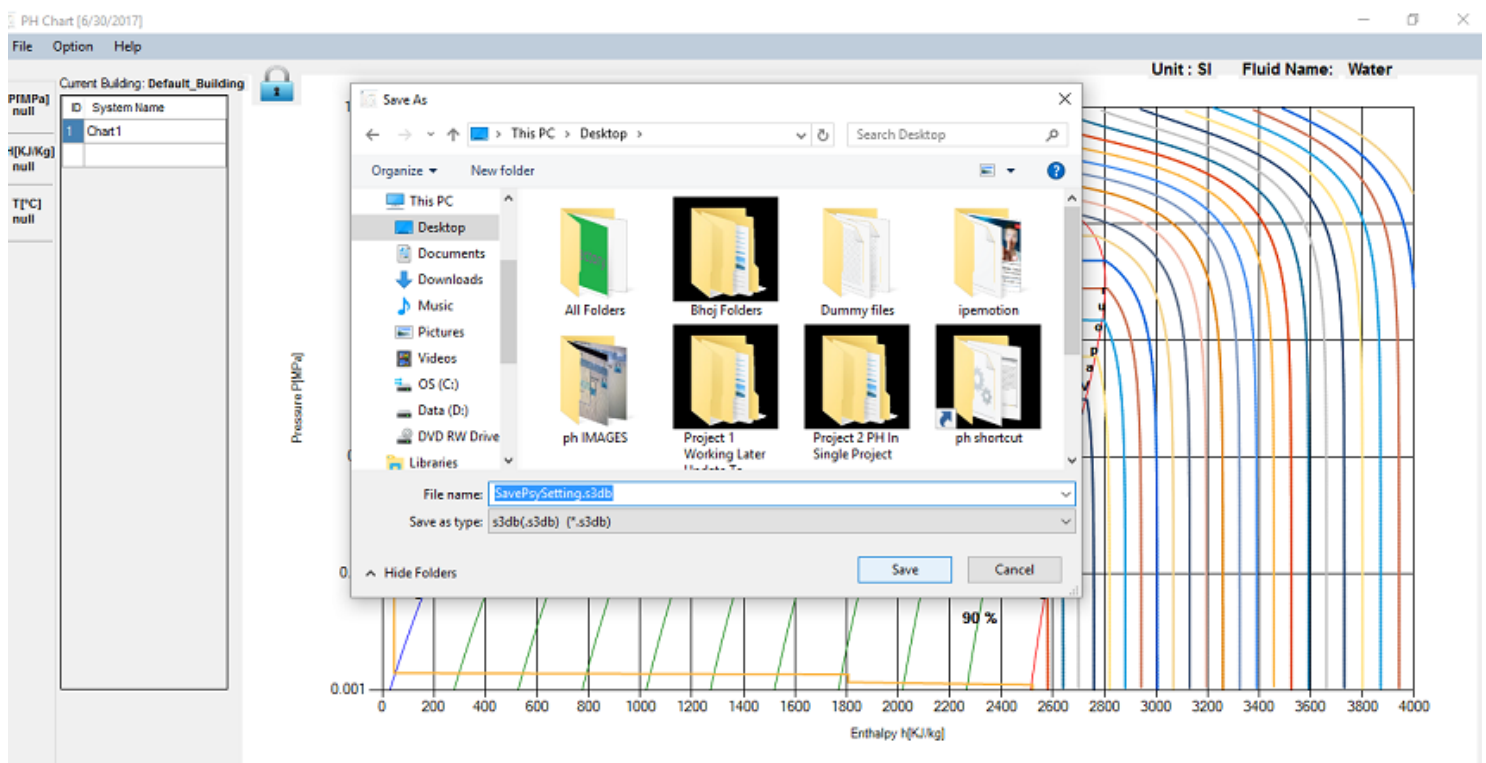 PH Chart [6/30/2017]
File Option Help
Unit : SI Fluid Name: Water
Current Building: Default_Building
P[MPa]
null
H[KJ/Kg]
null
T[°C]
null
ID System Name
1 Chart1
Save As
This PC > Desktop >
Search Desktop
Organize New folder
This PC
Desktop
Documents
Downloads
Music
Pictures
Videos
OS (C:)
Data (D:)
DVD RW Drive
Libraries
All Folders Bhoj Folders Dummy files ipemotion
ph IMAGES Project 1 Working Later Project 2 PH In Single Project ph shortcut
Update To
File name: SavePsySetting.s3db
Save as type: s3db(.s3db) (*.s3db)
Hide Folders
Save Cancel
Pressure P[MPa]
90 %
0.001
0 200 400 600 800 1000 1200 1400 1600 1800 2000 2200 2400 2600 2800 3000 3200 3400 3600 3800 4000
Enthalpy h[KJ/kg]